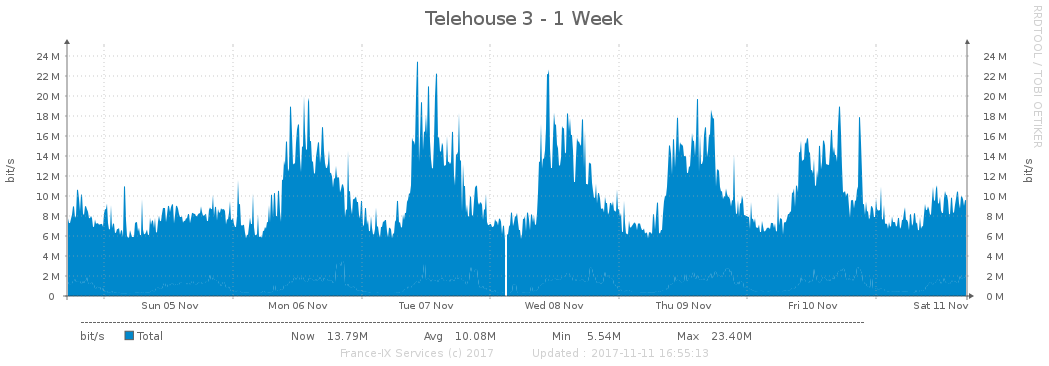 Telehouse 3 - 1 Week
RRDTOOL / TOBI OETIKER
24 M 24 M
22 M 22 M
20 M 20 M
18 M 18 M
16 M 16 M
14 M 14 M
12 M 12 M
10 M 10 M
8 M 8 M
6 M 6 M
4 M 4 M
2 M 2 M
0 0 M
bit/s bit/s
Sun 05 Nov Mon 06 Nov Tue 07 Nov Wed 08 Nov Thu 09 Nov Fri 10 Nov Sat 11 Nov
bit/s Total Now 13.79M Avg 10.08M Min 5.54M Max 23.40M
France-IX Services (c) 2017 Updated : 2017-11-11 16:55:13